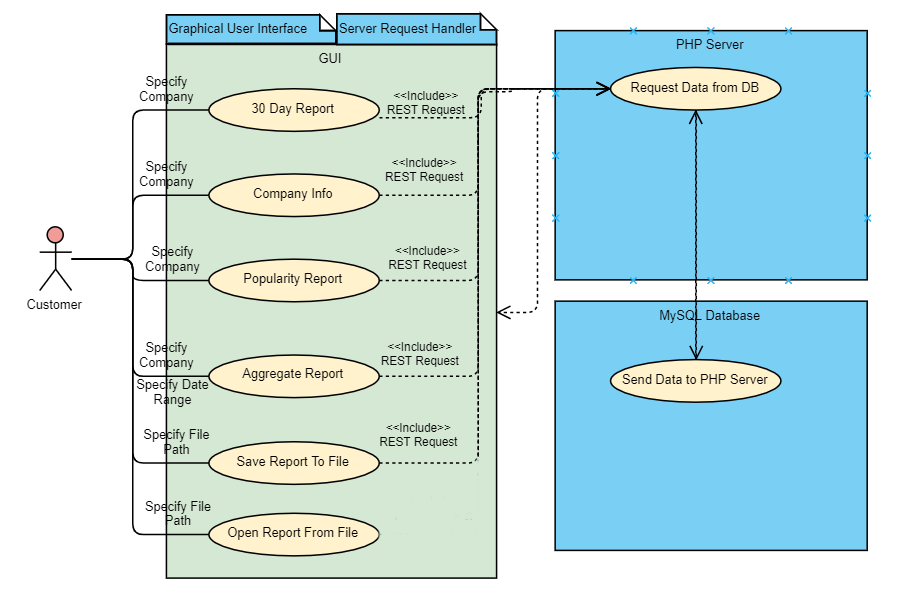 Graphical User Interface
Server Request Handler
GUI
PHP Server
Specify
Company
30 Day Report
<<Include>>
REST Request
Request Data from DB
Specify
Company
Company Info
<<Include>>
REST Request
Specify
Company
Popularity Report
<<Include>>
REST Request
Customer
MySQL Database
Specify
Company
Aggregate Report
<<Include>>
REST Request
Send Data to PHP Server
Specify Date
Range
Specify File
Path
Save Report To File
<<Include>>
REST Request
Specify File
Path
Open Report From File